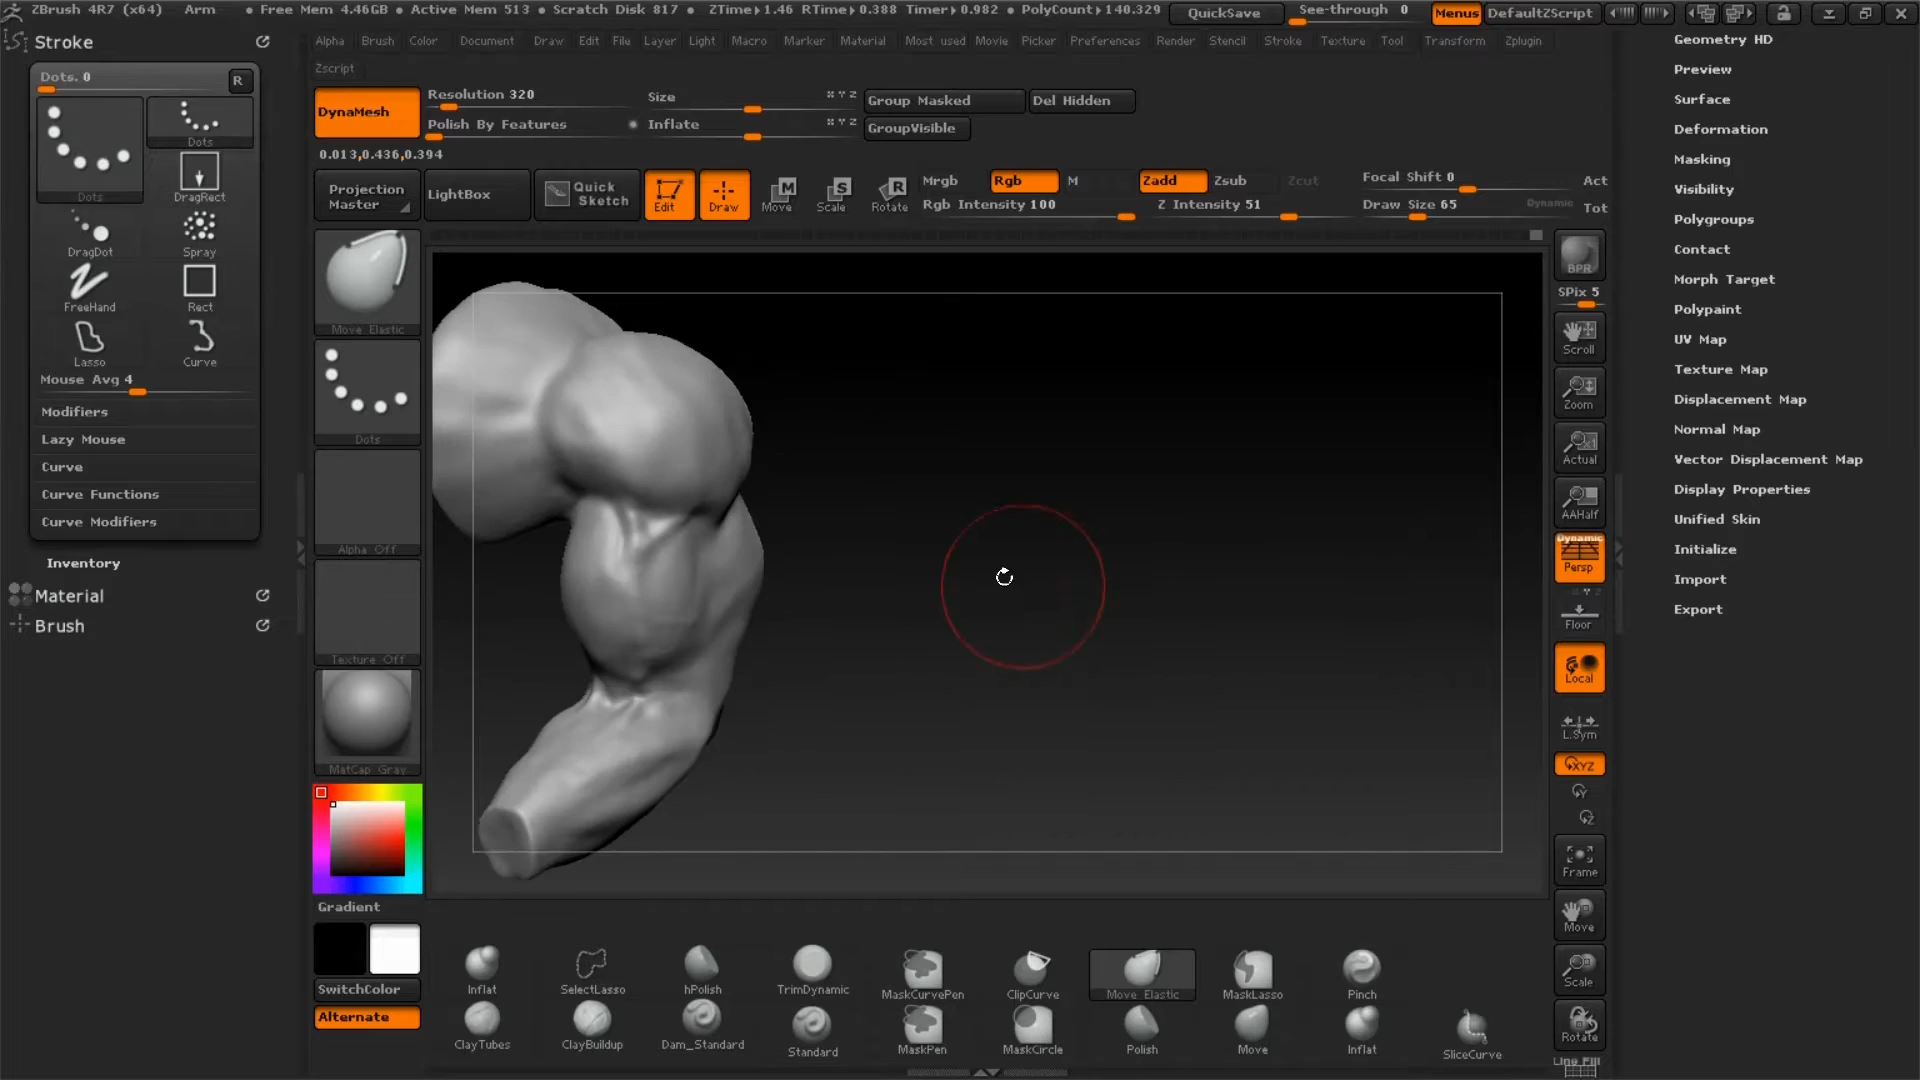 ZBrush 4R7 (x64) Arm • Free Mem 4.46GB • Active Mem 513 • Scratch Disk 817 • ZTime▸1.46 RTime▸0.388 Timer▸0.982 • PolyCount▸140.329 QuickSave See-through 0 Menus DefaultZScript
Stroke
Alpha Brush Color Document Draw Edit File Layer Light Macro Marker Material Most used Movie Picker Preferences Render Stencil Stroke Texture Tool Transform Zplugin
Zscript
Dots. 0 R
Dots
Dots
DragRect
DragDot Spray
FreeHand Rect
Lasso Curve
Mouse Avg 4
Modifiers
Lazy Mouse
Curve
Curve Functions
Curve Modifiers
Inventory
Material
Brush
DynaMesh Resolution 320 Size X Y Z Group Masked Del Hidden
Polish By Features Inflate X Y Z GroupVisible
0.013,0.436,0.394
Projection Master LightBox Quick Sketch Edit Draw Move Scale Rotate
M S R
Mrgb Rgb M Zadd Zsub Zcut Focal Shift 0 Act
Rgb Intensity 100 Z Intensity 51 Draw Size 65 Dynamic Tot
Move Elastic
Dots
Alpha Off
Texture Off
MatCap Gray
Gradient
SwitchColor
Alternate
BPR
SPix 5
Scroll
Zoom
Actual
AAHalf
Dynamic
Persp
Floor
Local
L.Sym
XYZ
Y
Z
Frame
Move
Scale
Rotate
Line Fill
Geometry HD
Preview
Surface
Deformation
Masking
Visibility
Polygroups
Contact
Morph Target
Polypaint
UV Map
Texture Map
Displacement Map
Normal Map
Vector Displacement Map
Display Properties
Unified Skin
Initialize
Import
Export
Inflat SelectLasso hPolish TrimDynamic MaskCurvePen ClipCurve Move Elastic MaskLasso Pinch
ClayTubes ClayBuildup Dam_Standard Standard MaskPen MaskCircle Polish Move Inflat SliceCurve